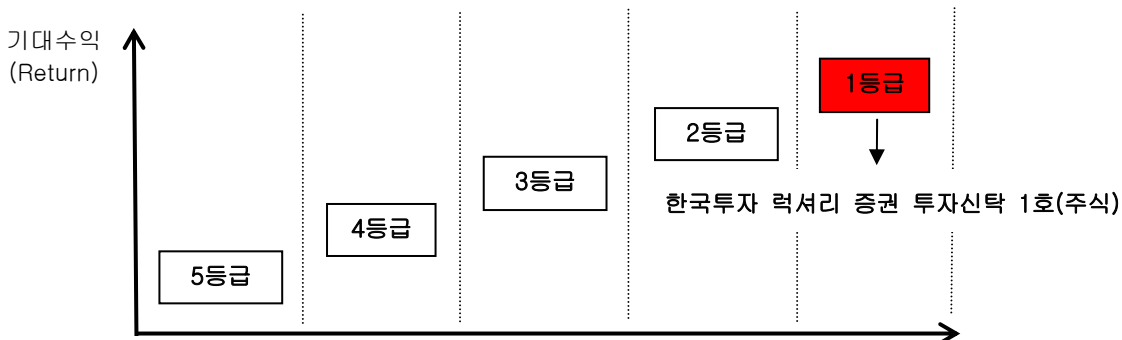 기대수익
(Return)
1등급
2등급
3등급
한국투자 럭셔리 증권 투자신탁 1호(주식)
4등급
5등급